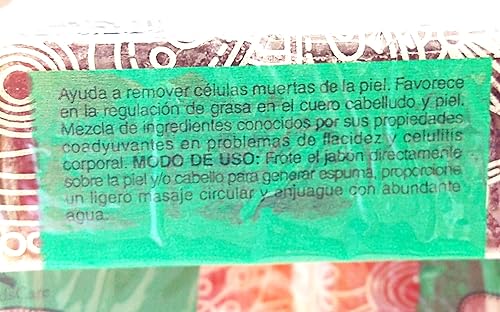 Ayuda a remover células muertas de la piel. Favorece
en la regulación de grasa en el cuero cabelludo y piel.
Mezcla de ingredientes conocidos por sus propiedades
coadyuvantes en problemas de flacidez y celulitis
corporal. MODO DE USO: Frote el jabón directamente
sobre la piel y/o cabello para generar espuma, proporcione
un ligero masaje circular y enjuague con abundante
agua.